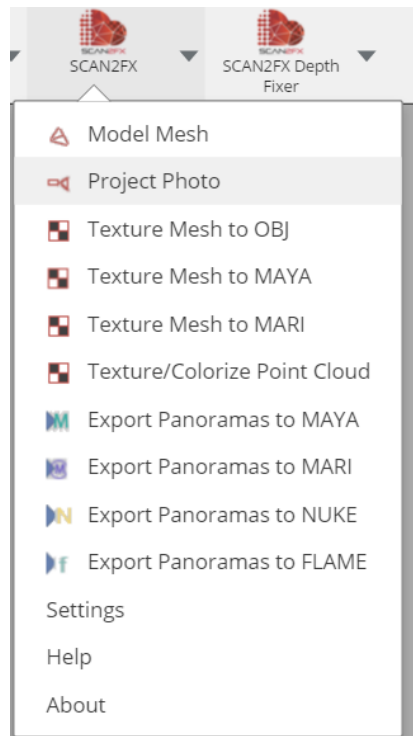 SCAN2FX
SCAN2FX
SCAN2FX
SCAN2FX Depth
Fixer
Model Mesh
Project Photo
Texture Mesh to OBJ
Texture Mesh to MAYA
Texture Mesh to MARI
Texture/Colorize Point Cloud
M Export Panoramas to MAYA
M Export Panoramas to MARI
N Export Panoramas to NUKE
f Export Panoramas to FLAME
Settings
Help
About